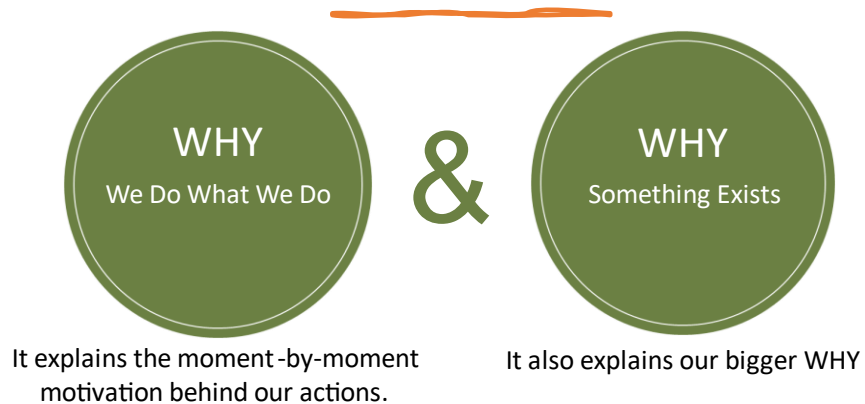 WHY
We Do What We Do
&
WHY
Something Exists
It explains the moment-by-moment
motivation behind our actions.
It also explains our bigger WHY